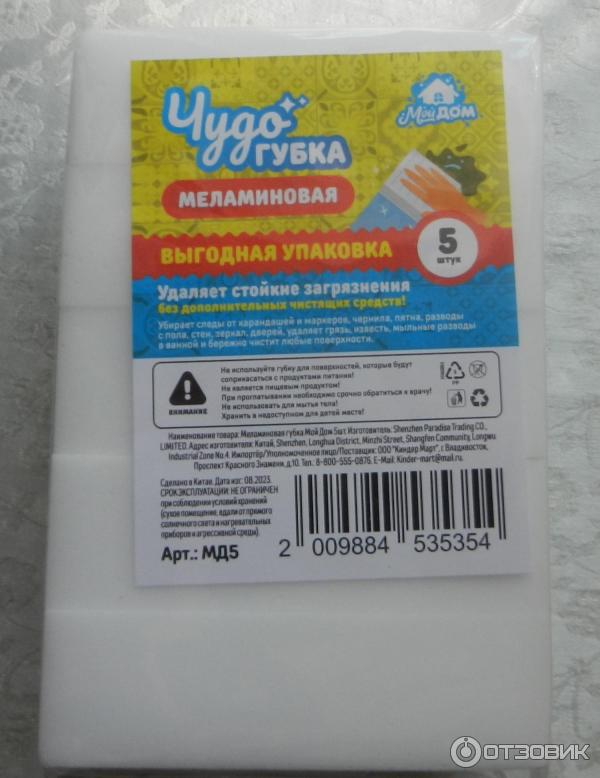 Чудо
ГУБКА
Мой ДОМ
МЕЛАМИНОВАЯ
ВЫГОДНАЯ УПАКОВКА
5
штук
Удаляет стойкие загрязнения
без дополнительных чистящих средств!
Убирает следы от карандашей и маркеров, чернила, пятна, разводы
с пола, стен, зеркал, дверей, удаляет грязь, известь, мыльные разводы
в ванной и бережно чистит любые поверхности.
ВНИМАНИЕ
Не используйте губку для поверхностей, которые будут
соприкасаться с продуктами питания!
Не является пищевым продуктом!
При проглатывании необходимо срочно обратиться к врачу!
Не использовать для мытья тела!
Хранить в недоступном для детей месте!
PP
Наименование товара: Меламиновая губка Мой Дом 5шт. Изготовитель: Shenzhen Paradisa Trading CO.,
LIMITED. Адрес изготовителя: Китай, Shenzhen, Longhua District, Minzhi Street, Shangfen Community, Longwu
Industrial Zone No.4. Импортёр/Уполномоченное лицо/Поставщик: ООО "Киндер Март", г. Владивосток,
Проспект Красного Знамени, д.10. Тел. 8-800-555-0876. E-Mail: Kinder-mart@mail.ru.
Сделано в Китае. Дата изг: 08.2023.
СРОК ЭКСПЛУАТАЦИИ: НЕ ОГРАНИЧЕН
при соблюдении условий хранений
(сухое помещение, вдали от прямого
солнечного света и нагревательных
приборов и агрессивной среды).
Арт.: МД5
2 009884 535354
ОТЗОВИК